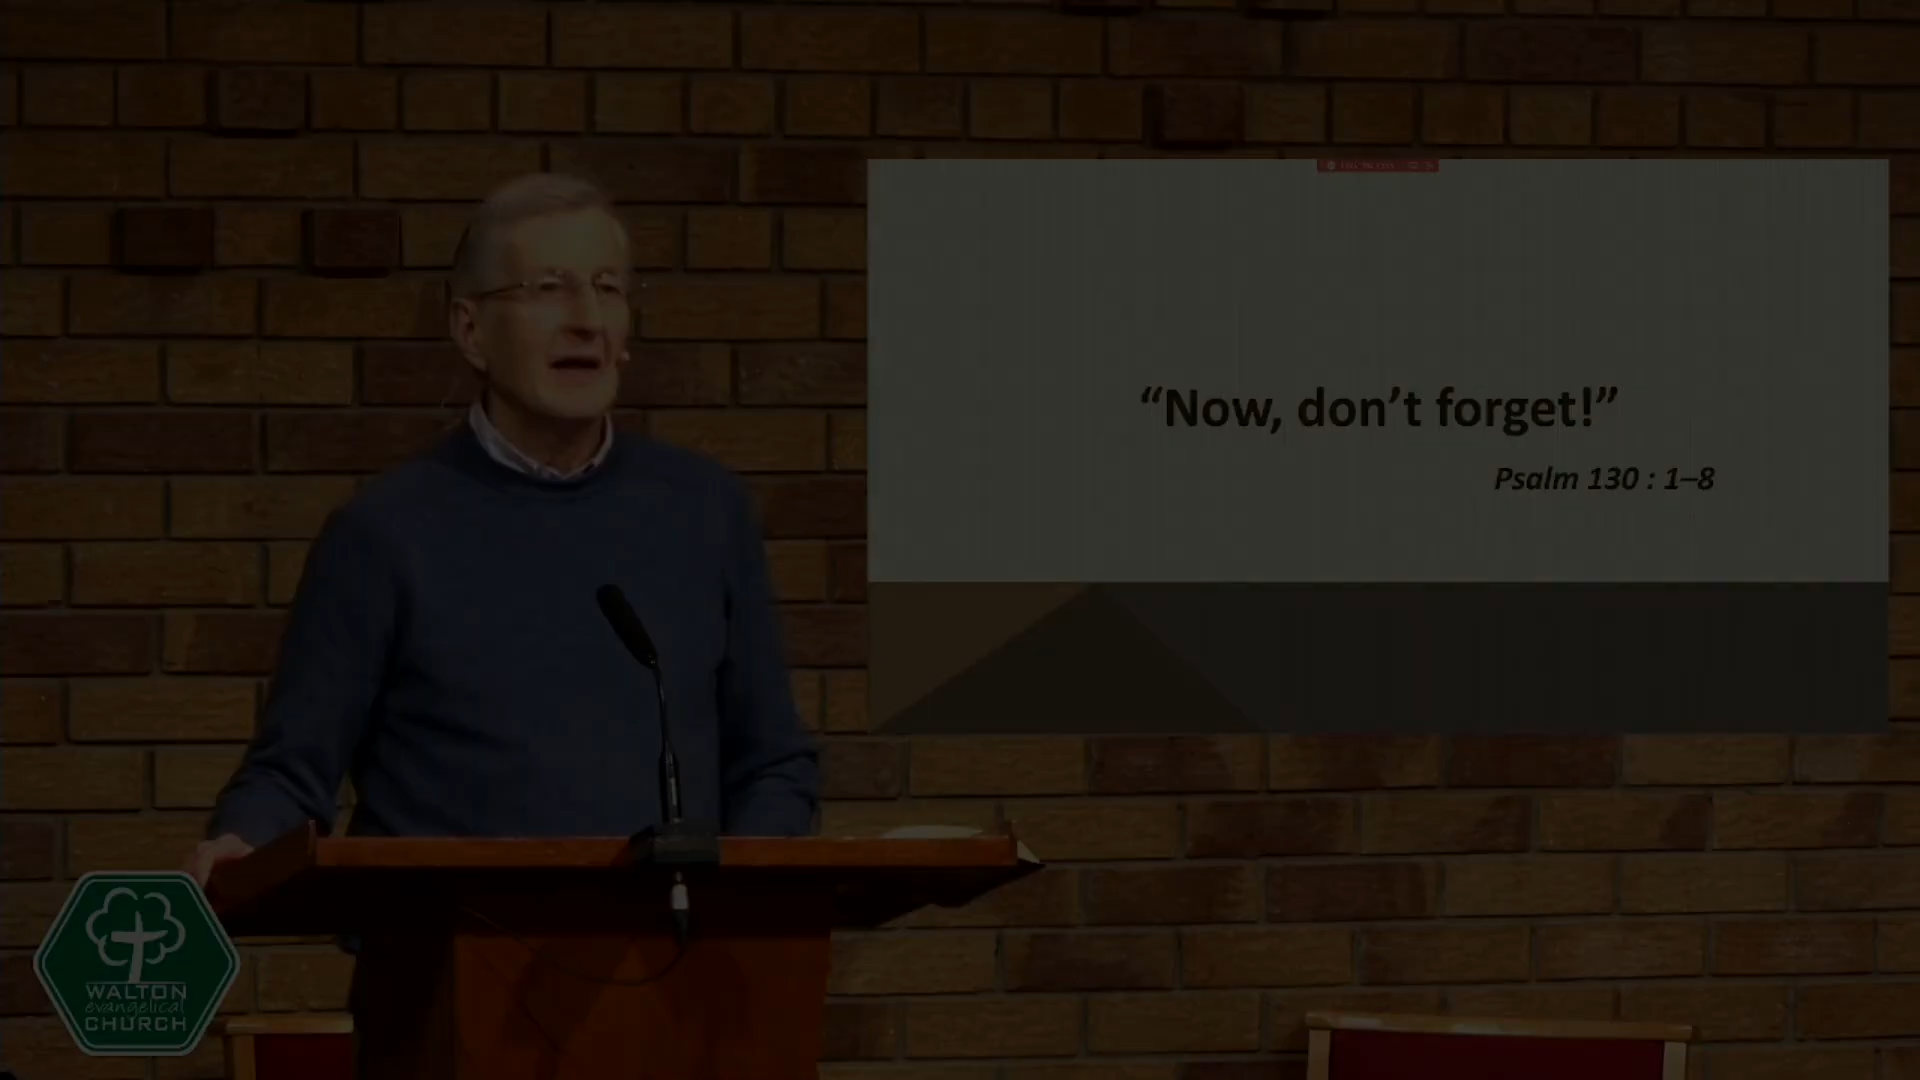 “Now, don’t forget!”
Psalm 130 : 1–8
WALTON
evangelical
CHURCH